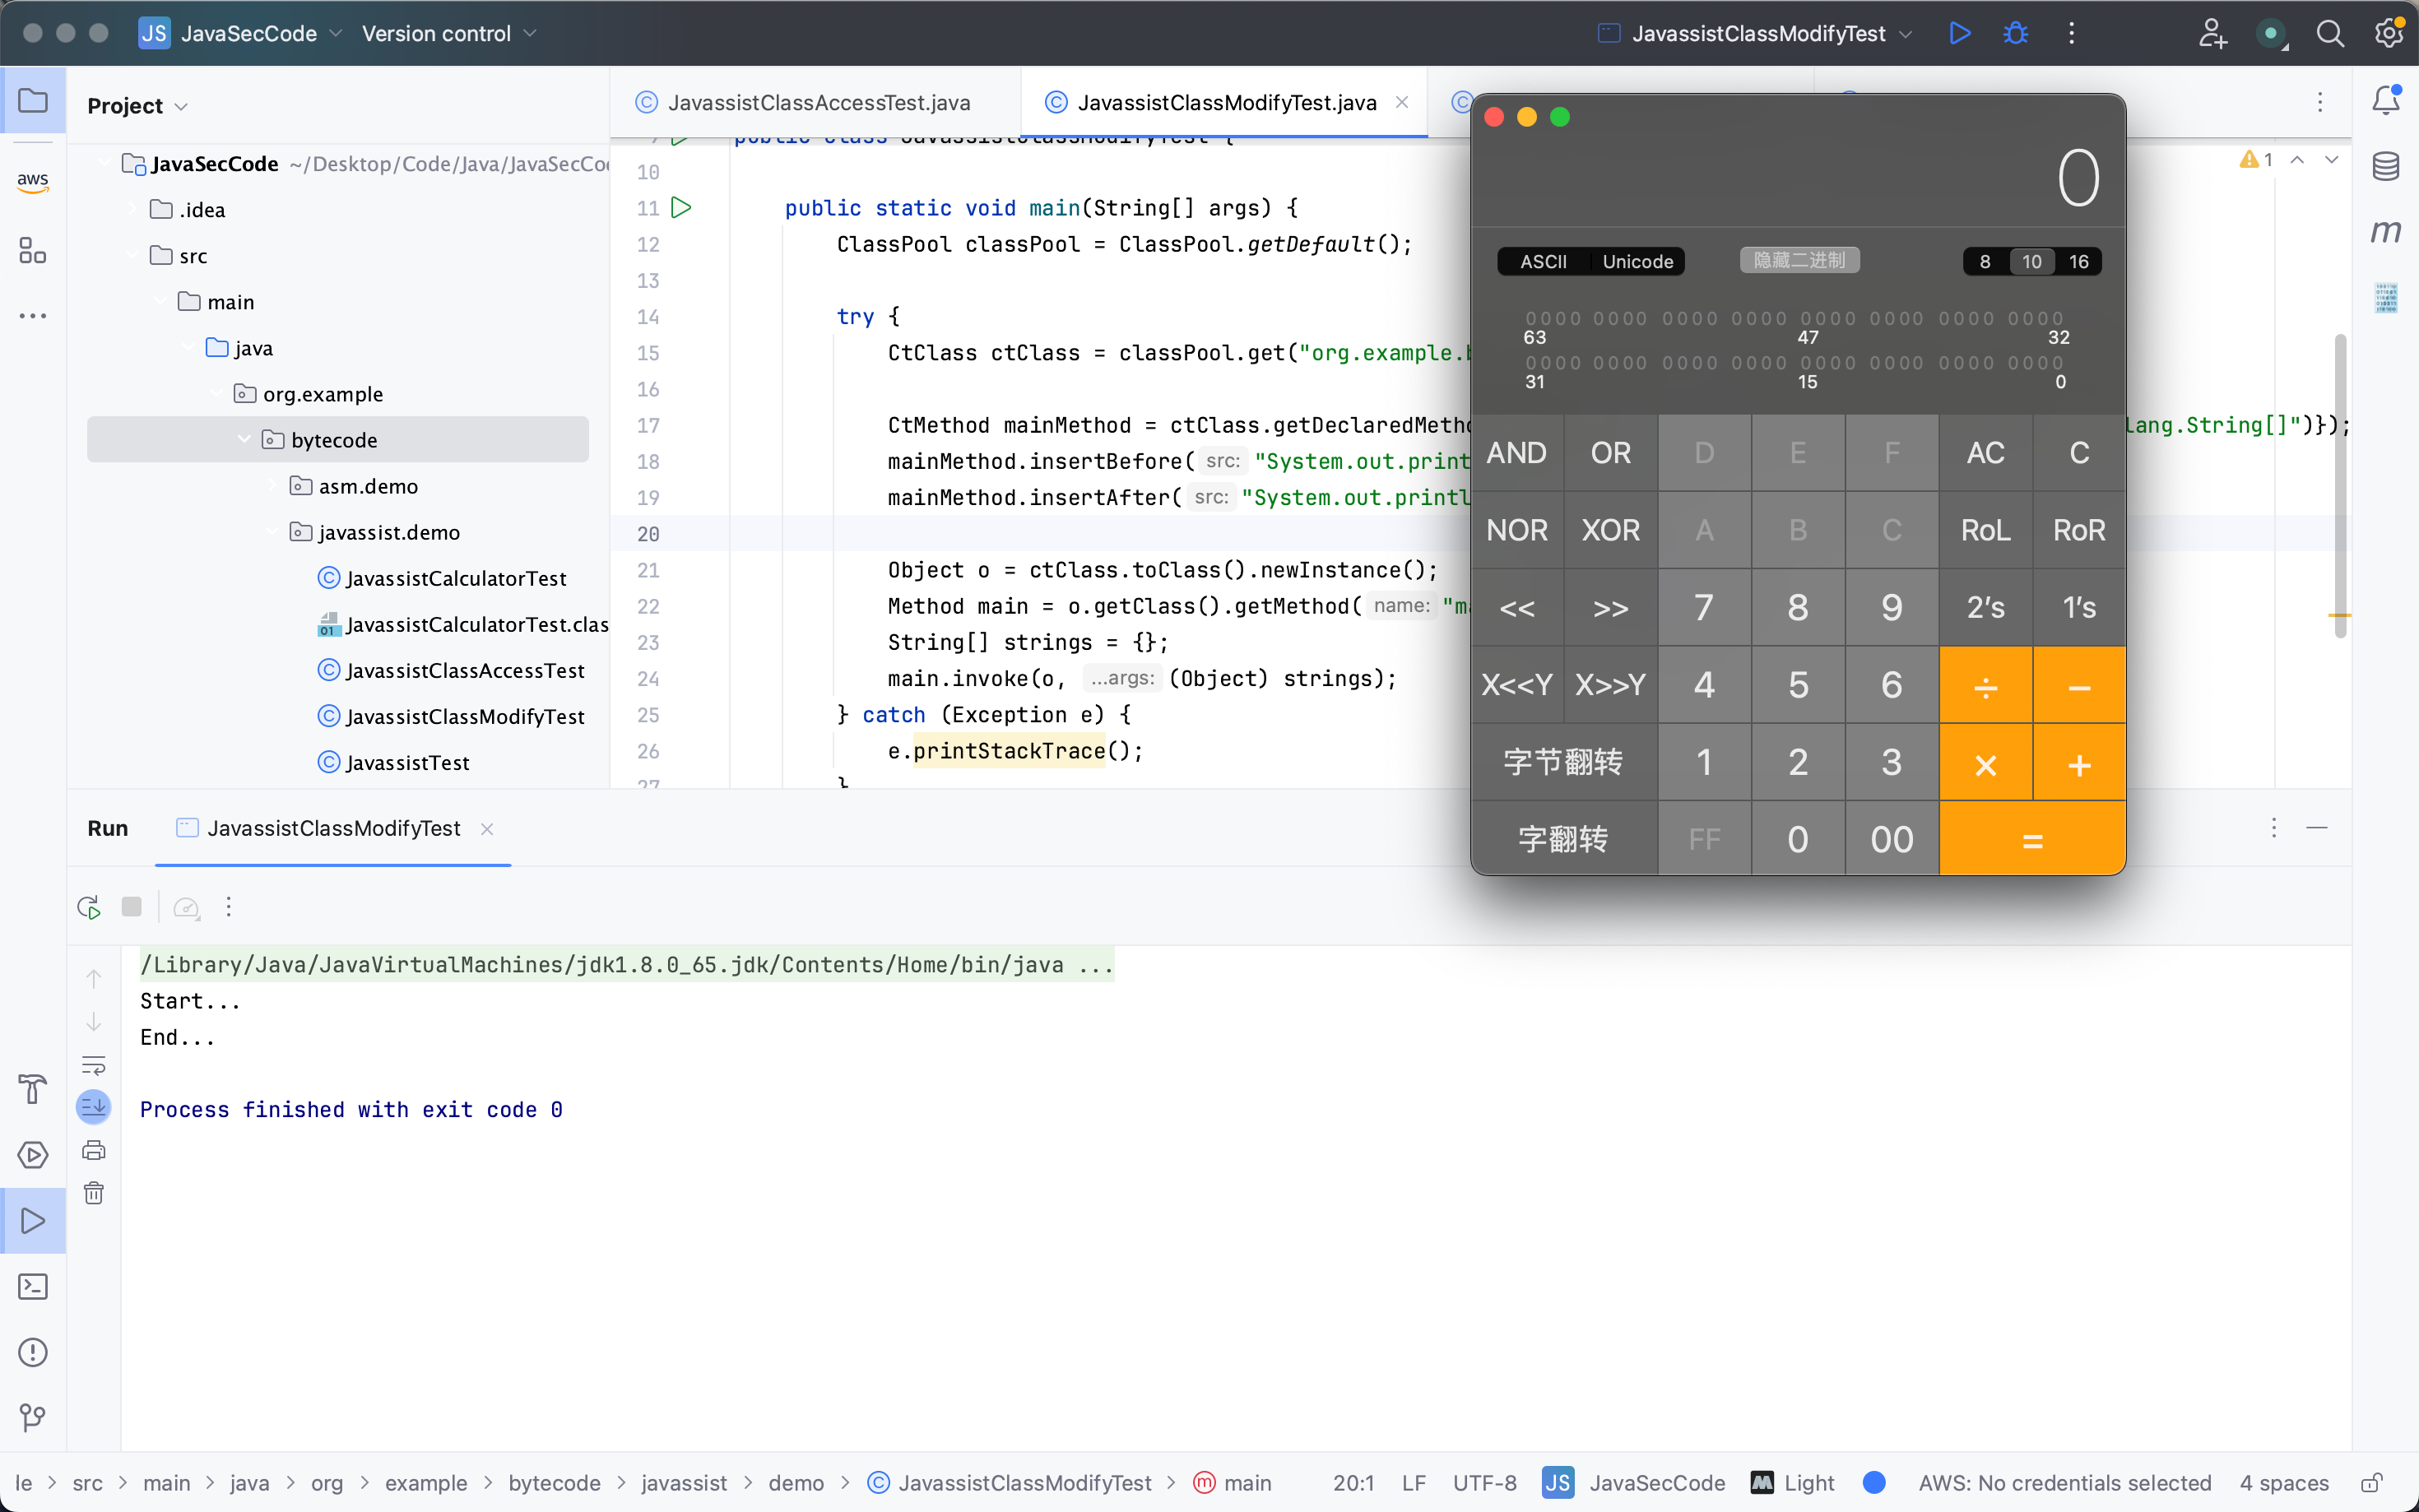 JS JavaSecCode Version control JavassistClassModifyTest
Project
JavassistClassAccessTest.java JavassistClassModifyTest.java
JavaSecCode ~/Desktop/Code/Java/JavaSecCo
.idea
src
main
java
org.example
bytecode
asm.demo
javassist.demo
JavassistCalculatorTest
JavassistCalculatorTest.clas
JavassistClassAccessTest
JavassistClassModifyTest
JavassistTest
aws
public class JavassistClassModifyTest {
10
11 public static void main(String[] args) {
12 ClassPool classPool = ClassPool.getDefault();
13
14 try {
15 CtClass ctClass = classPool.get("org.example.b
16
17 CtMethod mainMethod = ctClass.getDeclaredMetho lang.String[]")});
18 mainMethod.insertBefore( src: "System.out.print
19 mainMethod.insertAfter( src: "System.out.printl
20
21 Object o = ctClass.toClass().newInstance();
22 Method main = o.getClass().getMethod( name: "ma
23 String[] strings = {};
24 main.invoke(o, ...args: (Object) strings);
25 } catch (Exception e) {
26 e.printStackTrace();
27 }
1
m
0
ASCII Unicode 隐藏二进制 8 10 16
0000 0000 0000 0000 0000 0000 0000 0000
63 47 32
0000 0000 0000 0000 0000 0000 0000 0000
31 15 0
AND OR D E F AC C
NOR XOR A B C RoL RoR
<< >> 7 8 9 2's 1's
X<<Y X>>Y 4 5 6 ÷ −
字节翻转 1 2 3 × +
字翻转 FF 0 00 =
Run JavassistClassModifyTest
/Library/Java/JavaVirtualMachines/jdk1.8.0_65.jdk/Contents/Home/bin/java ...
Start...
End...
Process finished with exit code 0
le > src > main > java > org > example > bytecode > javassist > demo > JavassistClassModifyTest > main 20:1 LF UTF-8 JS JavaSecCode Light AWS: No credentials selected 4 spaces